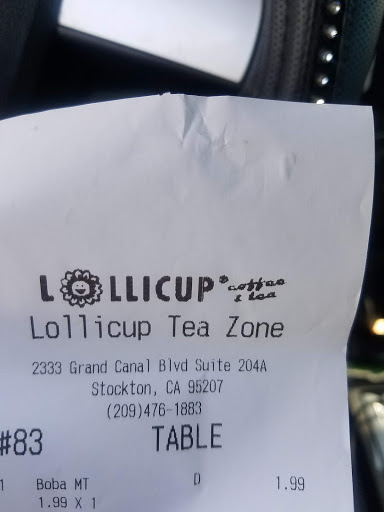 LOLLICUP® coffee & tea
Lollicup Tea Zone
2333 Grand Canal Blvd Suite 204A
Stockton, CA 95207
(209)476-1883
#83 TABLE
1 Boba MT D 1.99
1.99 X 1